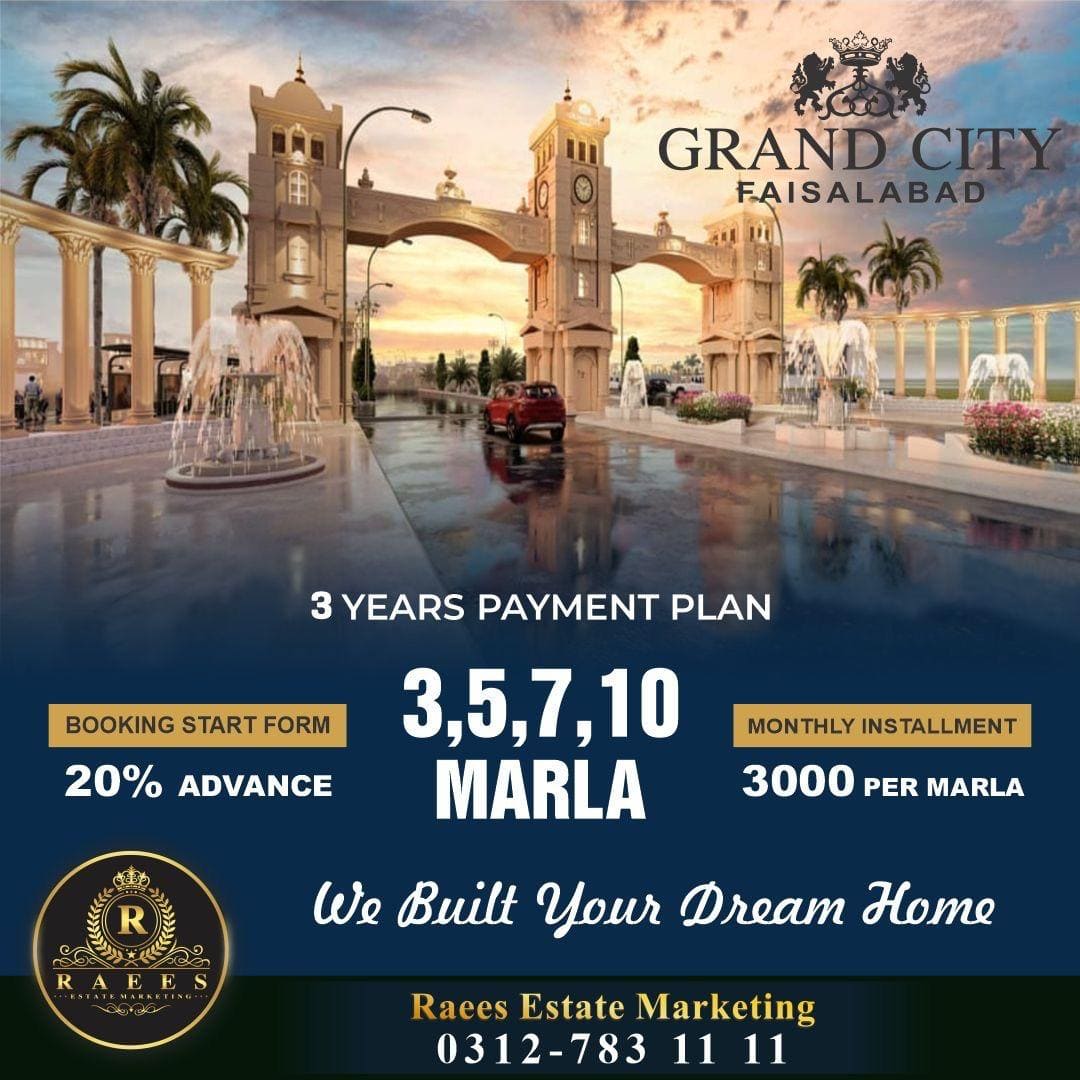 GRAND CITY
FAISALABAD
3 YEARS PAYMENT PLAN
BOOKING START FORM
20% ADVANCE
3,5,7,10
MARLA
MONTHLY INSTALLMENT
3000 PER MARLA
We Built Your Dream Home
R
RAEES
ESTATE MARKETING
Raees Estate Marketing
0312-783 11 11